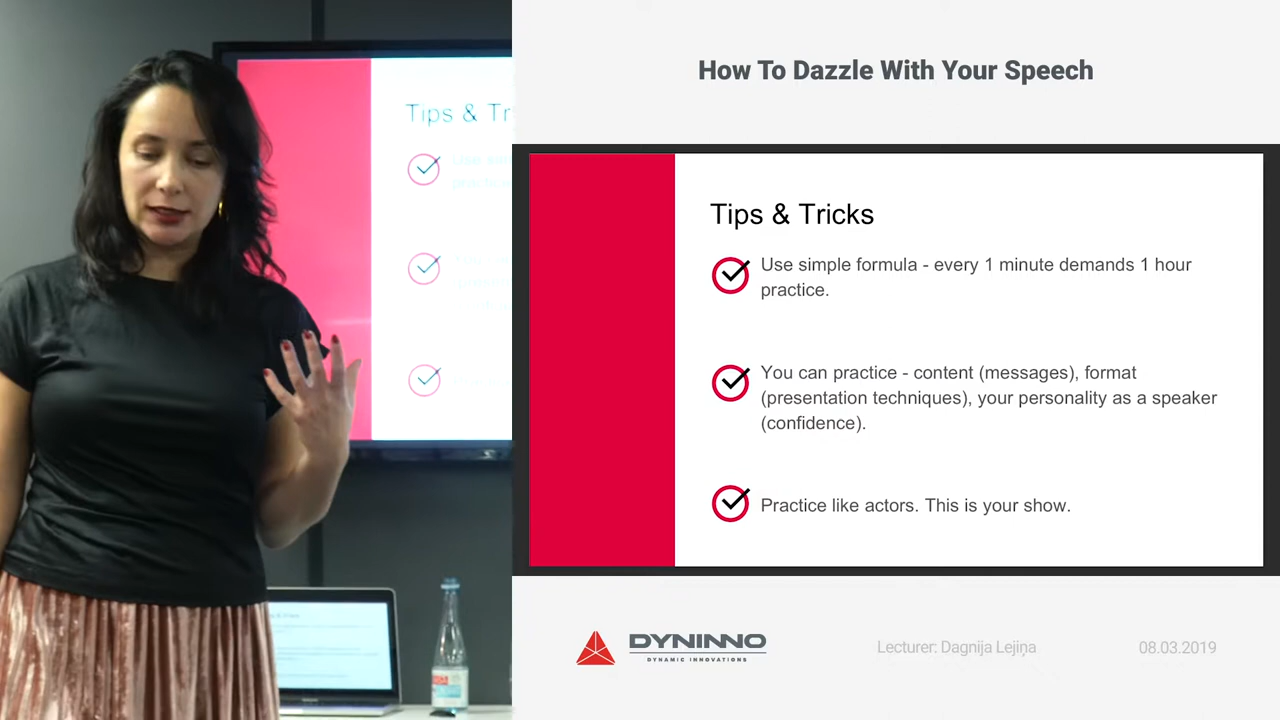 How To Dazzle With Your Speech
Tips & Tr
Tips & Tricks
Use simple formula - every 1 minute demands 1 hour
practice.
You can practice - content (messages), format
(presentation techniques), your personality as a speaker
(confidence).
Practice like actors. This is your show.
DYNINNO
DYNAMIC INNOVATIONS
Lecturer: Dagnija Lejiņa
08.03.2019